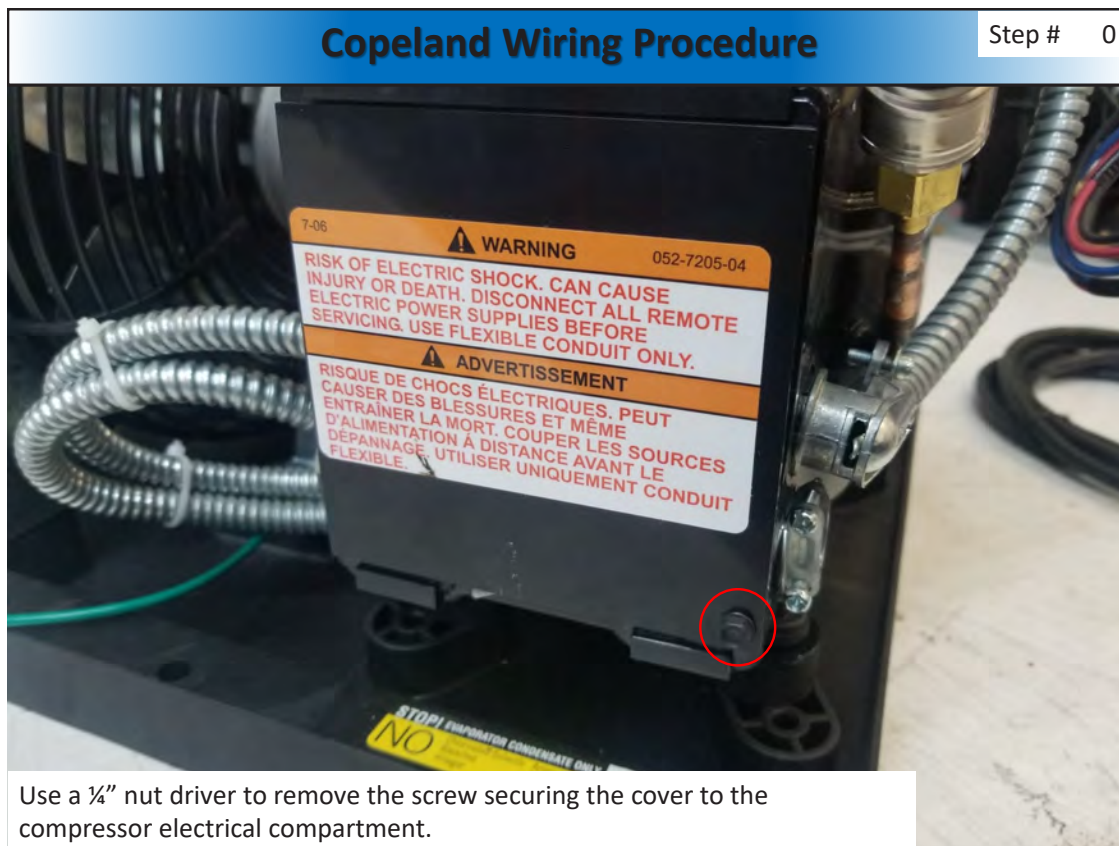 Copeland Wiring Procedure
Step # 0
7-06
WARNING
052-7205-04
RISK OF ELECTRIC SHOCK. CAN CAUSE
INJURY OR DEATH. DISCONNECT ALL REMOTE
ELECTRIC POWER SUPPLIES BEFORE
SERVICING. USE FLEXIBLE CONDUIT ONLY.
ADVERTISSEMENT
RISQUE DE CHOCS ÉLECTRIQUES. PEUT
CAUSER DES BLESSURES ET MÊME
ENTRAÎNER LA MORT. COUPER LES SOURCES
D'ALIMENTATION Á DISTANCE AVANT LE
DÉPANNAGE. UTILISER UNIQUEMENT CONDUIT
FLEXIBLE.
STOP! EVAPORATOR CONDENSATE ONLY
NO
Use a ¼” nut driver to remove the screw securing the cover to the
compressor electrical compartment.